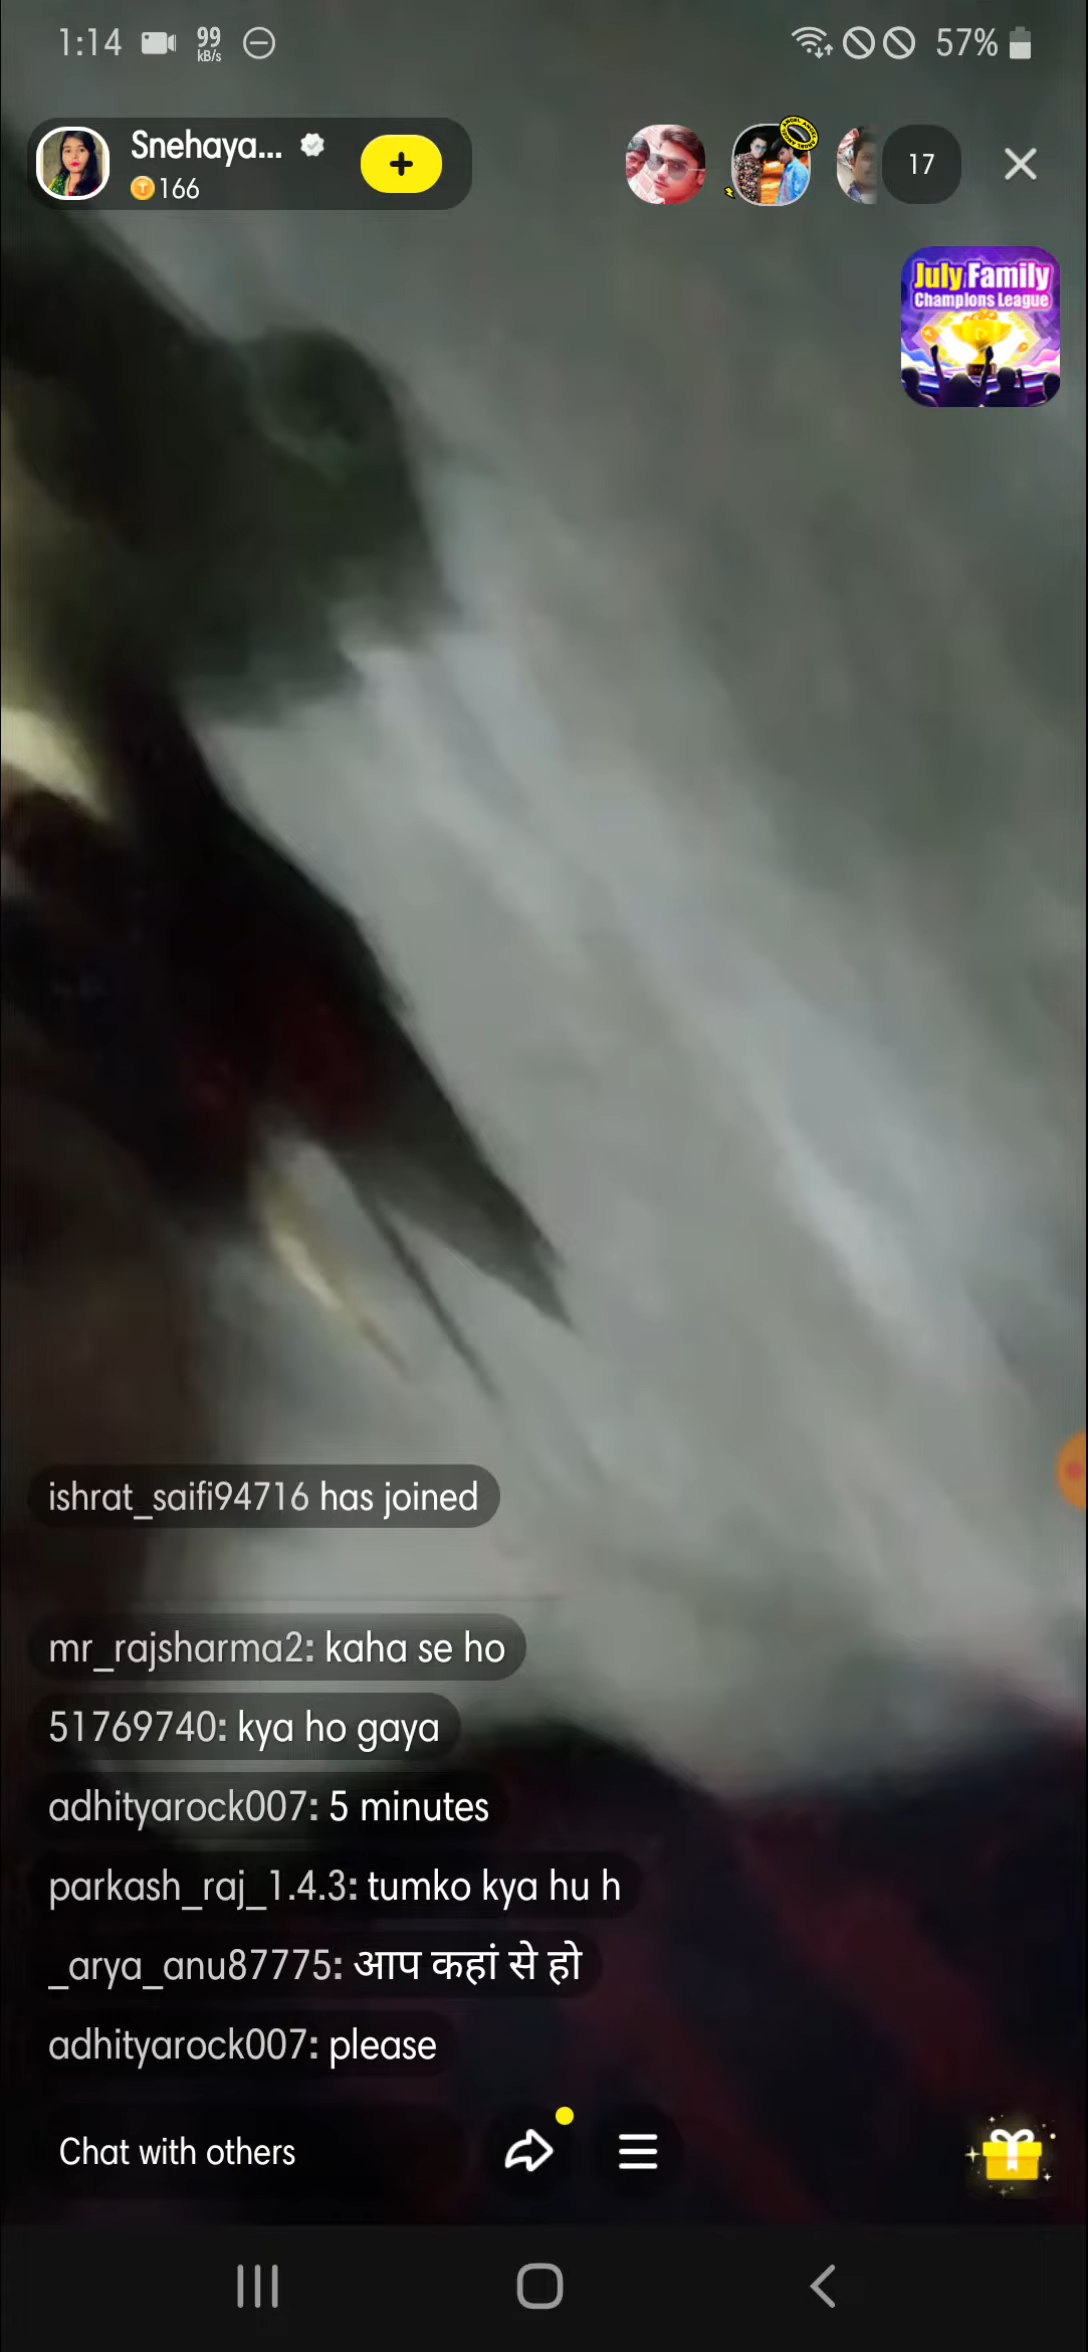 1:14 99 kB/s 57%
Snehaya...
166
17
July Family
Champions League
ishrat_saifi94716 has joined
mr_rajsharma2: kaha se ho
51769740: kya ho gaya
adhityarock007: 5 minutes
parkash_raj_1.4.3: tumko kya hu h
_arya_anu87775: आप कहां से हो
adhityarock007: please
Chat with others